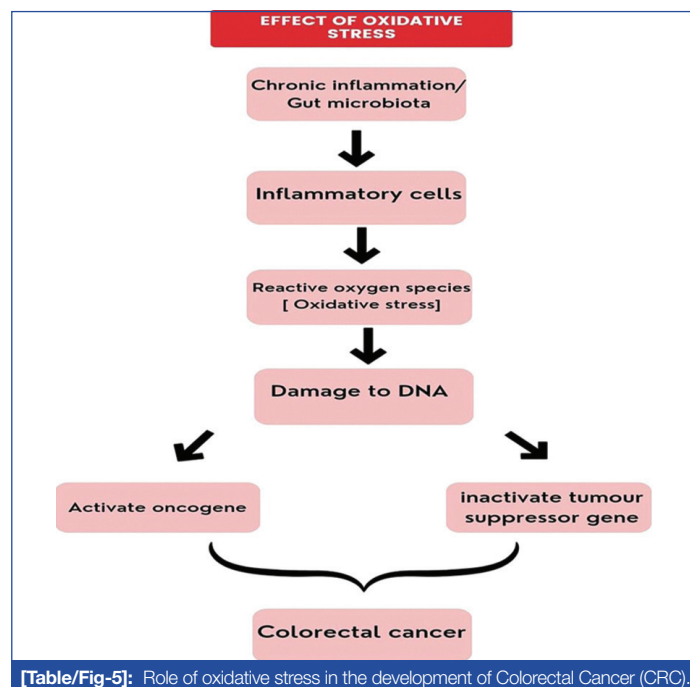 EFFECT OF OXIDATIVE
STRESS
Chronic inflammation/
Gut microbiota
Inflammatory cells
Reactive oxygen species
[ Oxidative stress]
Damage to DNA
Activate oncogene
inactivate tumour
suppressor gene
Colorectal cancer
[Table/Fig-5]: Role of oxidative stress in the development of Colorectal Cancer (CRC).